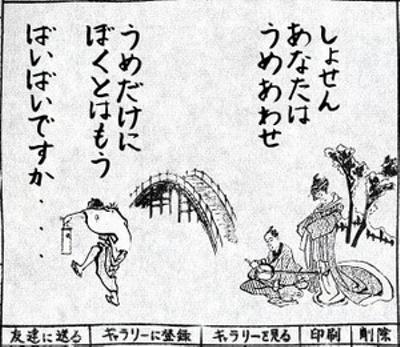 しょせん
あなたは
うめあわせ
うめだけに
ぼくとはもう
ばいばいですか・・・
友達に送る
ギャラリーに登録
ギャラリーを見る
印刷
削除